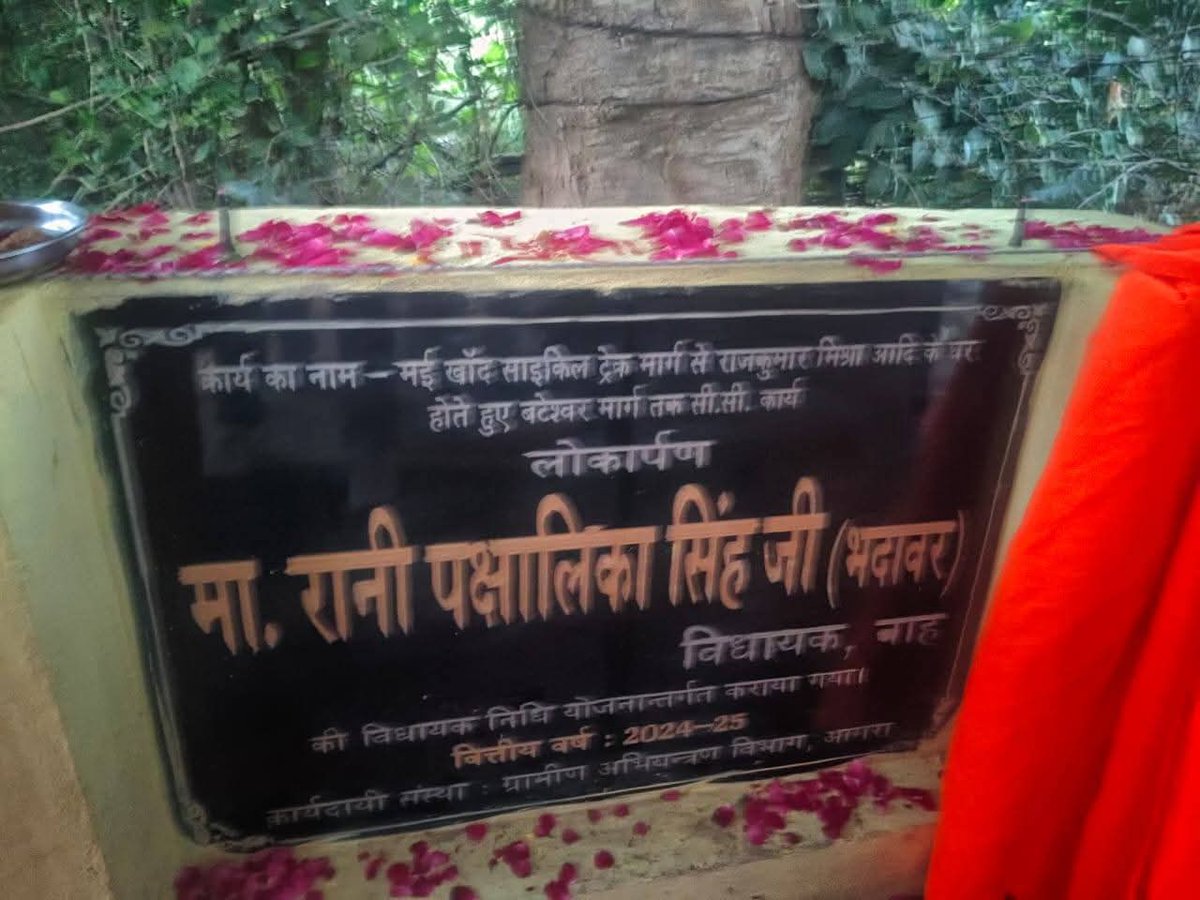 कार्य का नाम – मई खॉद साइकिल ट्रेक मार्ग से राजकुमार मिश्रा आदि के घर
होते हुए बटेश्वर मार्ग तक सी.सी. कार्य
लोकार्पण
मा. रानी पक्षालिका सिंह जी (भदावर)
विधायक, बाह
की विधायक निधि योजनान्तर्गत कराया गया।
वित्तीय वर्ष : 2024–25
कार्यदायी संस्था : ग्रामीण अभियन्त्रण विभाग, आगरा